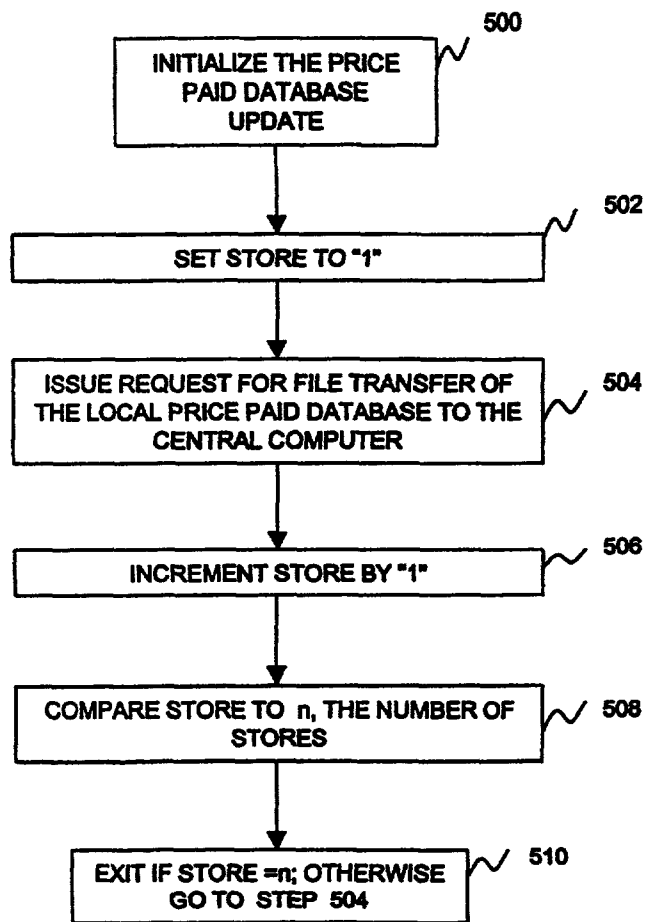 500
INITIALIZE THE PRICE
PAID DATABASE
UPDATE
502
SET STORE TO "1"
504
ISSUE REQUEST FOR FILE TRANSFER OF
THE LOCAL PRICE PAID DATABASE TO THE
CENTRAL COMPUTER
506
INCREMENT STORE BY "1"
508
COMPARE STORE TO n, THE NUMBER OF
STORES
510
EXIT IF STORE =n; OTHERWISE
GO TO STEP 504